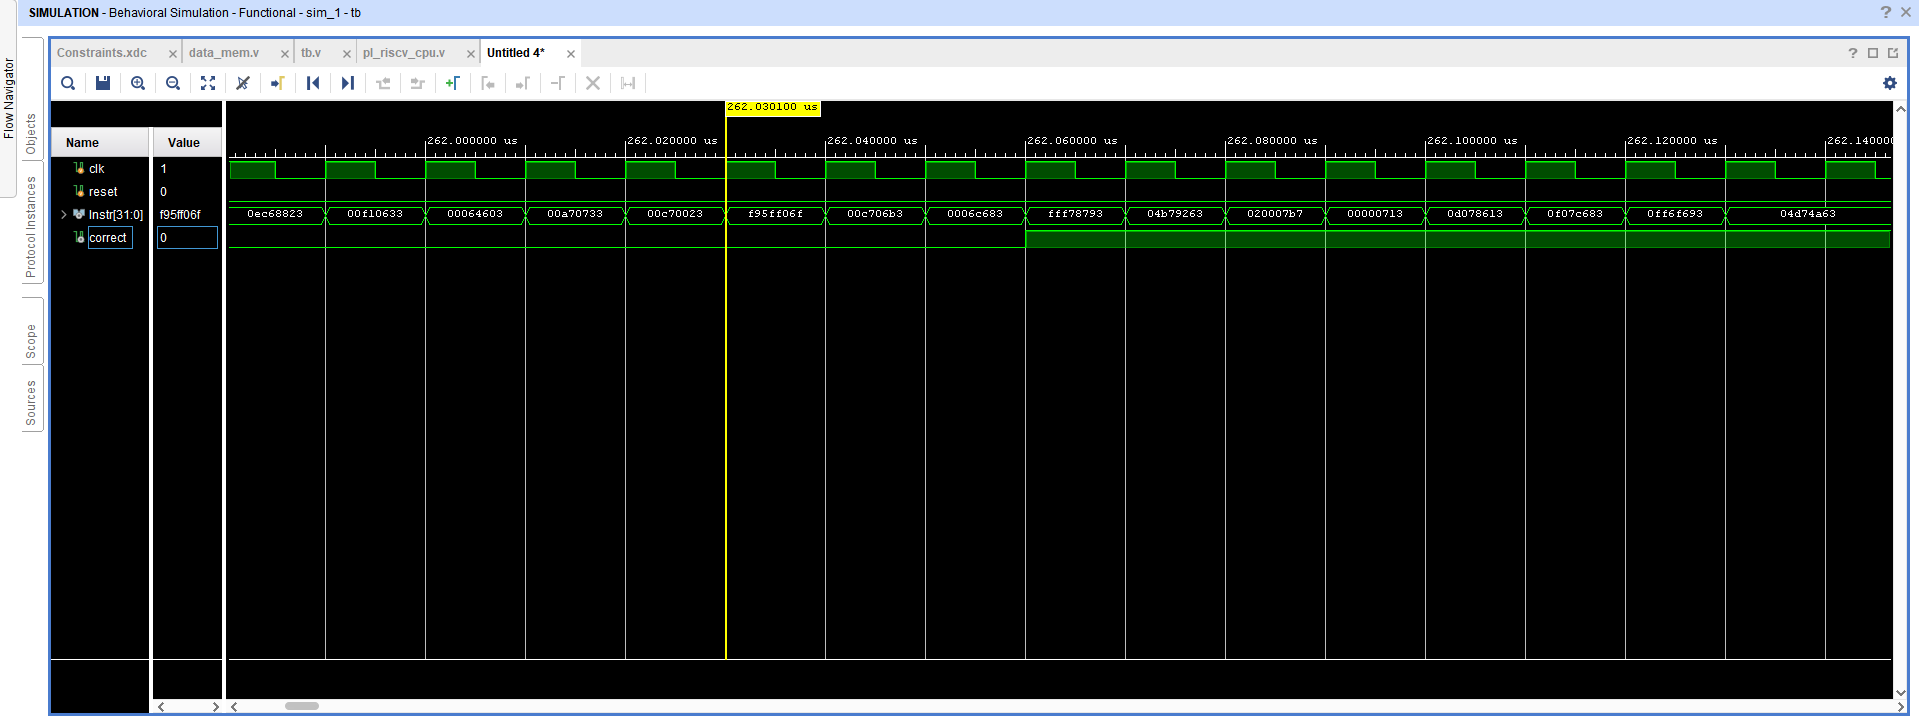 SIMULATION - Behavioral Simulation - Functional - sim_1 - tb
?
Flow Navigator
Objects
Protocol Instances
Scope
Sources
Constraints.xdc
data_mem.v
tb.v
pl_riscv_cpu.v
Untitled 4*
?
262.030100 us
Name
Value
262.000000 us
262.020000 us
262.040000 us
262.060000 us
262.080000 us
262.100000 us
262.120000 us
262.140000
clk
1
reset
0
Instr[31:0]
f95ff06f
0ec68823
00f10633
00064603
00a70733
00c70023
f95ff06f
00c706b3
0006c683
fff78793
04b79263
020007b7
00000713
0d078613
0f07c683
0ff6f693
04d74a63
correct
0